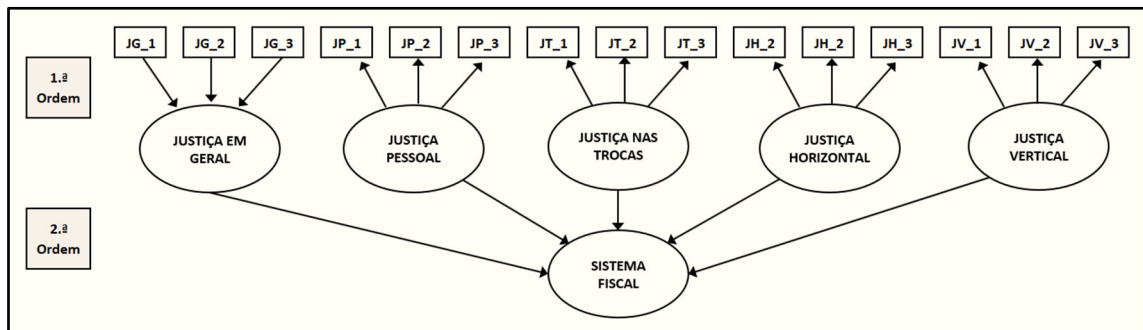 JG_1 JG_2 JG_3 JP_1 JP_2 JP_3 JT_1 JT_2 JT_3 JH_2 JH_2 JH_3 JV_1 JV_2 JV_3
1.ª
Ordem
JUSTIÇA EM
GERAL
JUSTIÇA
PESSOAL
JUSTIÇA NAS
TROCAS
JUSTIÇA
HORIZONTAL
JUSTIÇA
VERTICAL
2.ª
Ordem
SISTEMA
FISCAL